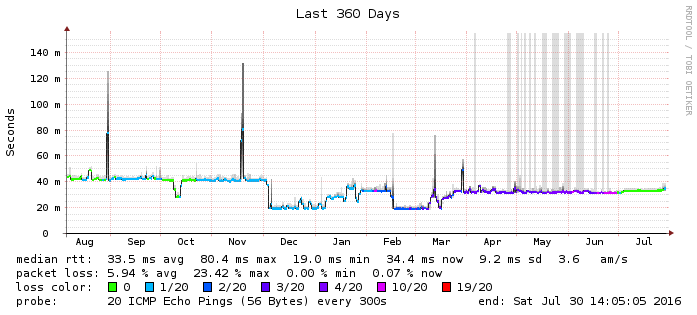 Last 360 Days
RRDTOOL / TOBI OETIKER
Seconds
140 m
120 m
100 m
80 m
60 m
40 m
20 m
0
Aug Sep Oct Nov Dec Jan Feb Mar Apr May Jun Jul
median rtt: 33.5 ms avg 80.4 ms max 19.0 ms min 34.4 ms now 9.2 ms sd 3.6 am/s
packet loss: 5.94 % avg 23.42 % max 0.00 % min 0.07 % now
loss color: 0 1/20 2/20 3/20 4/20 10/20 19/20
probe: 20 ICMP Echo Pings (56 Bytes) every 300s end: Sat Jul 30 14:05:05 2016